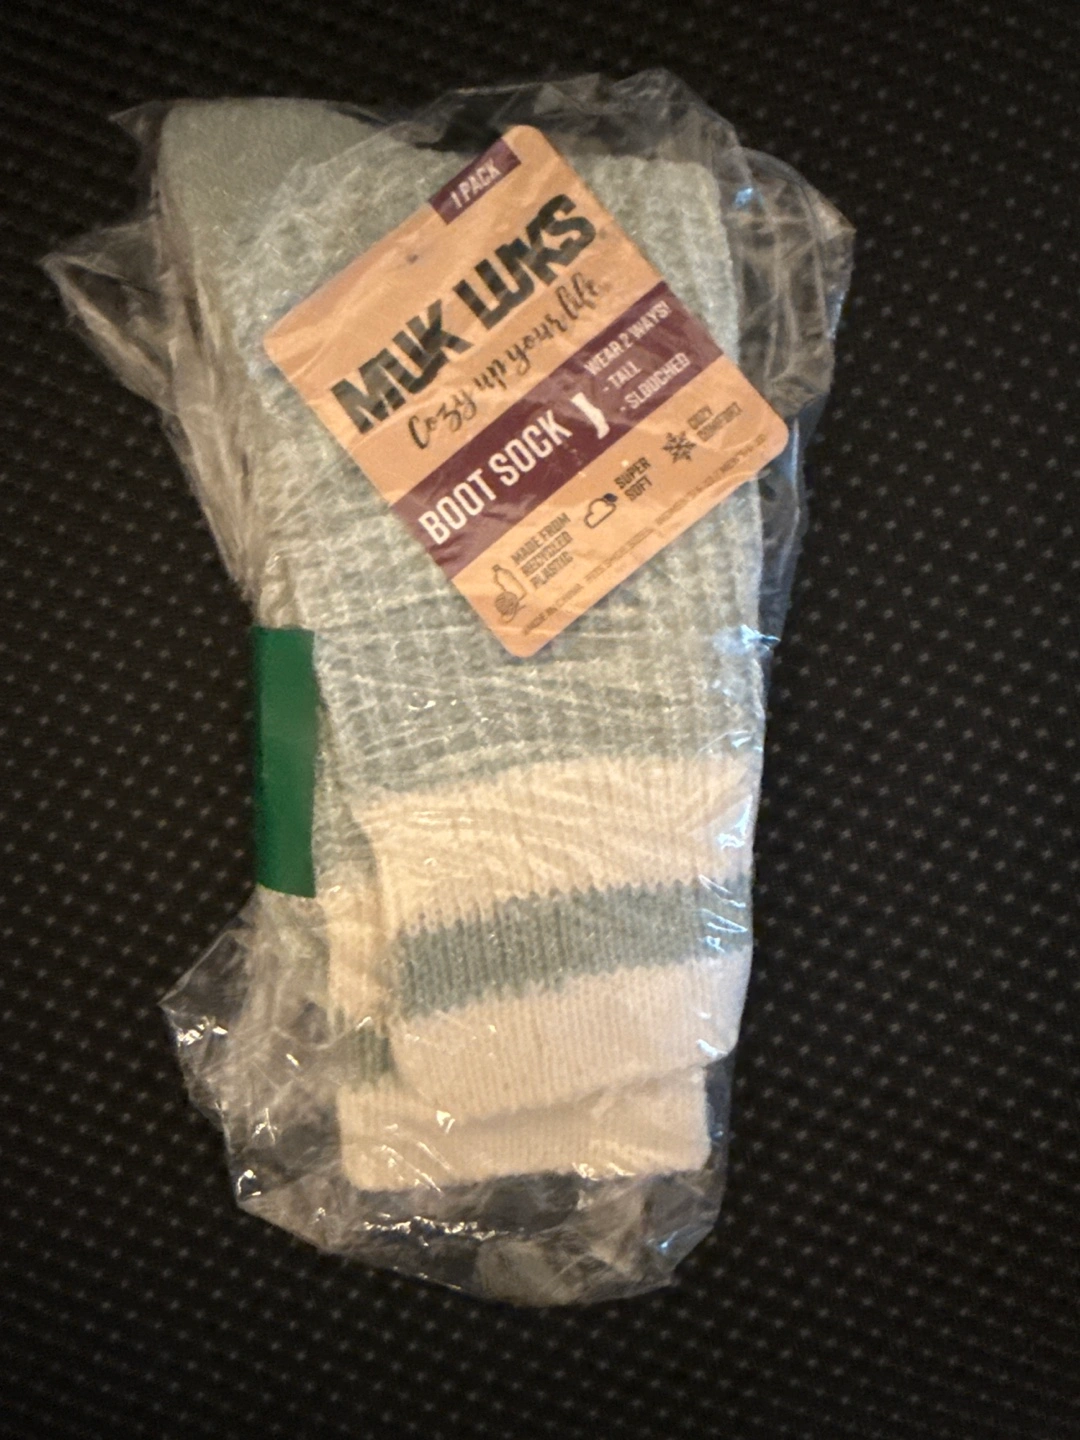 1 PACK
MUK LUKS
Cozy up your life.
BOOT SOCK
WEAR 2 WAYS!
- TALL
- SLOUCHED
MADE FROM
RECYCLED
PLASTIC
SUPER
SOFT
COZY
COMFORT